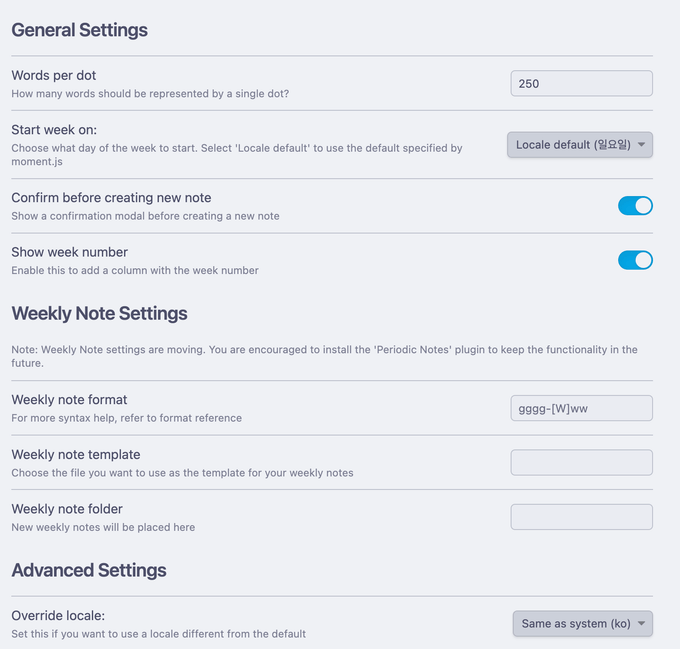 General Settings
Words per dot
How many words should be represented by a single dot?
250
Start week on:
Choose what day of the week to start. Select 'Locale default' to use the default specified by
moment.js
Locale default (일요일)
Confirm before creating new note
Show a confirmation modal before creating a new note
Show week number
Enable this to add a column with the week number
Weekly Note Settings
Note: Weekly Note settings are moving. You are encouraged to install the 'Periodic Notes' plugin to keep the functionality in the
future.
Weekly note format
For more syntax help, refer to format reference
gggg-[W]ww
Weekly note template
Choose the file you want to use as the template for your weekly notes
Weekly note folder
New weekly notes will be placed here
Advanced Settings
Override locale:
Set this if you want to use a locale different from the default
Same as system (ko)